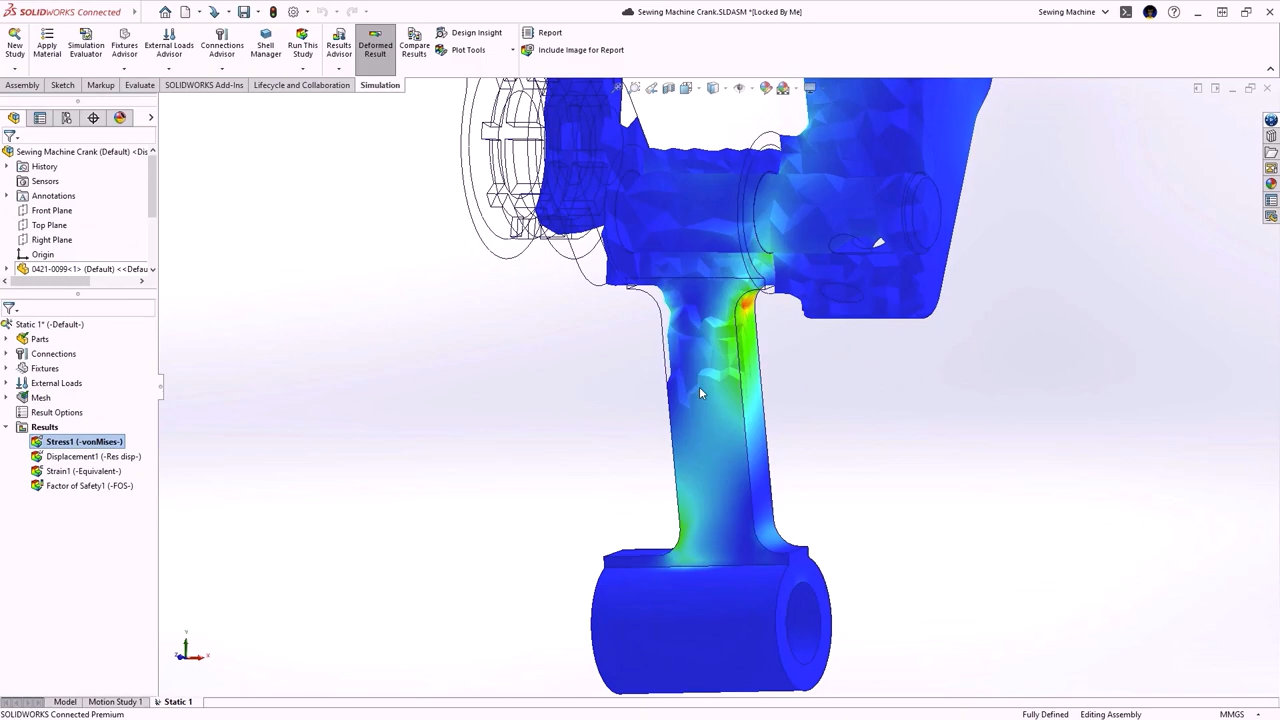 SOLIDWORKS Connected
Sewing Machine Crank.SLDASM *[Locked By Me]
Sewing Machine
New Study
Apply Material
Simulation Evaluator
Fixtures Advisor
External Loads Advisor
Connections Advisor
Shell Manager
Run This Study
Results Advisor
Deformed Result
Compare Results
Design Insight
Plot Tools
Report
Include Image for Report
Assembly
Sketch
Markup
Evaluate
SOLIDWORKS Add-Ins
Lifecycle and Collaboration
Simulation
Sewing Machine Crank (Default) <Dis
History
Sensors
Annotations
Front Plane
Top Plane
Right Plane
Origin
0421-0099<1> (Default) <<Defau
Static 1* (-Default-)
Parts
Connections
Fixtures
External Loads
Mesh
Result Options
Results
Stress1 (-vonMises-)
Displacement1 (-Res disp-)
Strain1 (-Equivalent-)
Factor of Safety1 (-FOS-)
Y
Z
X
Model
Motion Study 1
Static 1
SOLIDWORKS Connected Premium
Fully Defined
Editing Assembly
MMGS